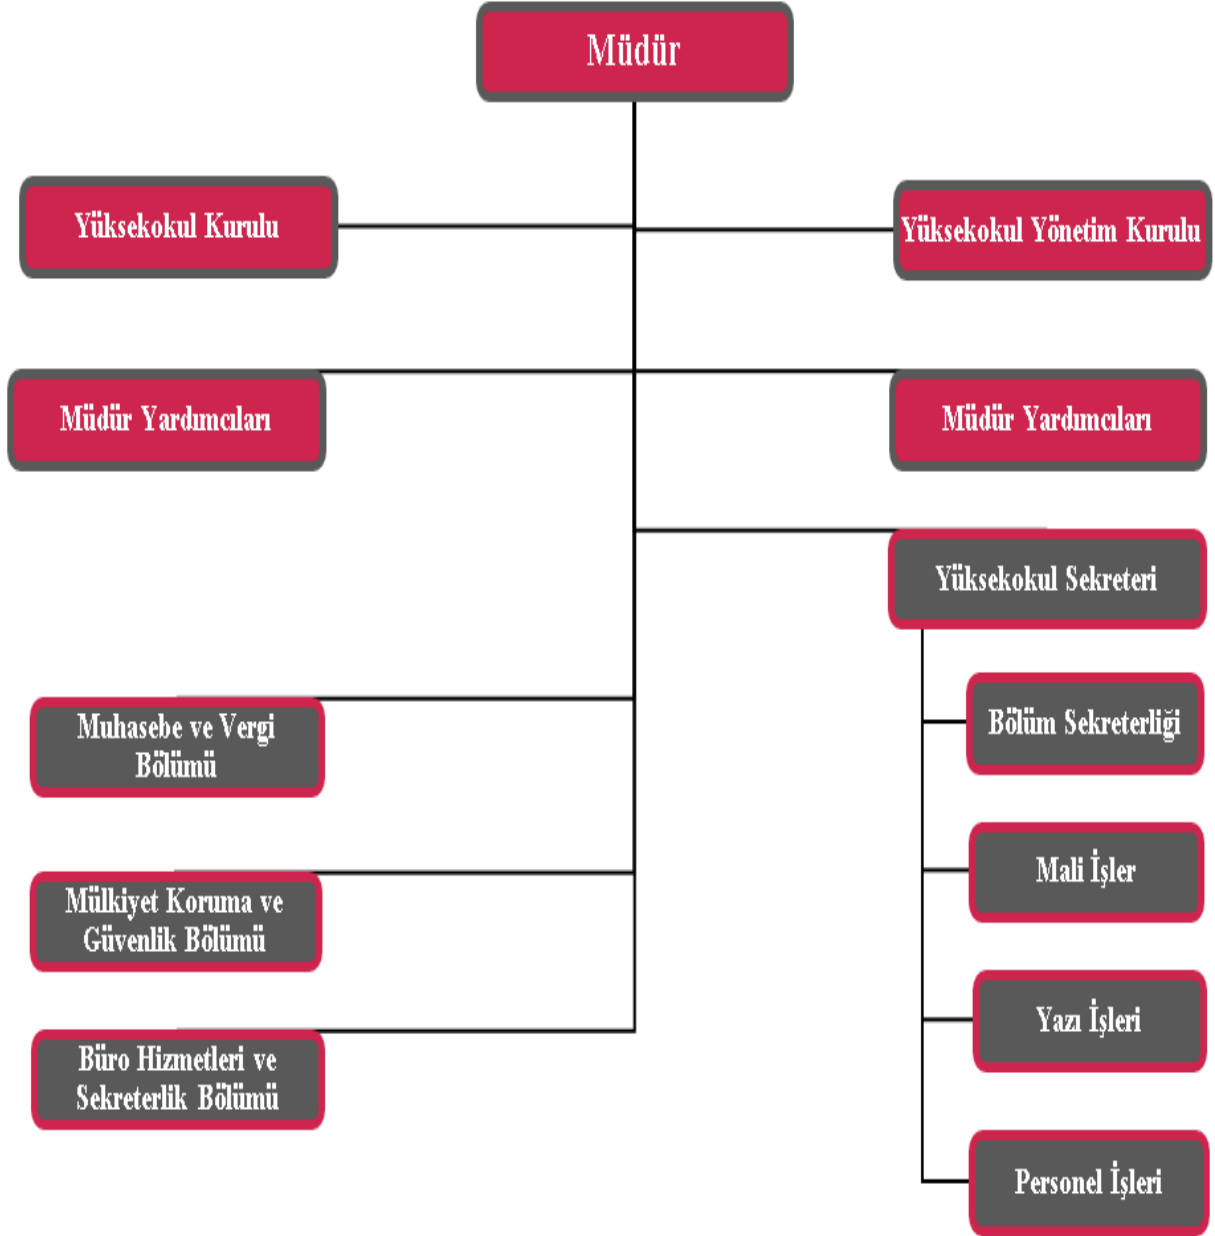 Müdür
Yüksekokul Kurulu
Yüksekokul Yönetim Kurulu
Müdür Yardımcıları
Müdür Yardımcıları
Yüksekokul Sekreteri
Muhasebe ve Vergi
Bölümü
Bölüm Sekreterliği
Mülkiyet Koruma ve
Güvenlik Bölümü
Mali İşler
Büro Hizmetleri ve
Sekreterlik Bölümü
Yazı İşleri
Personel İşleri